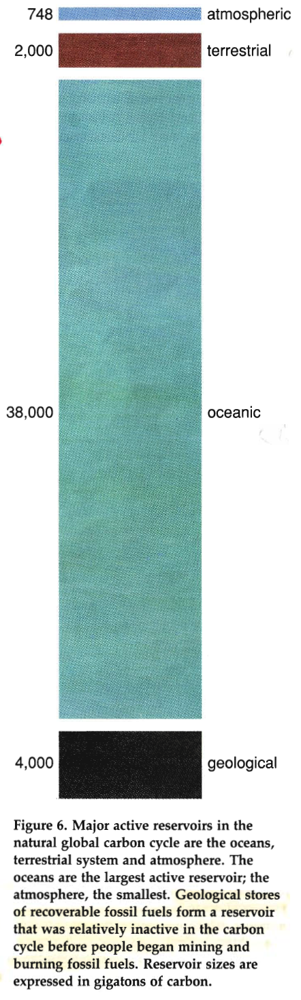 748 atmospheric
2,000 terrestrial
38,000 oceanic
4,000 geological
Figure 6. Major active reservoirs in the
natural global carbon cycle are the oceans,
terrestrial system and atmosphere. The
oceans are the largest active reservoir; the
atmosphere, the smallest. Geological stores
of recoverable fossil fuels form a reservoir
that was relatively inactive in the carbon
cycle before people began mining and
burning fossil fuels. Reservoir sizes are
expressed in gigatons of carbon.